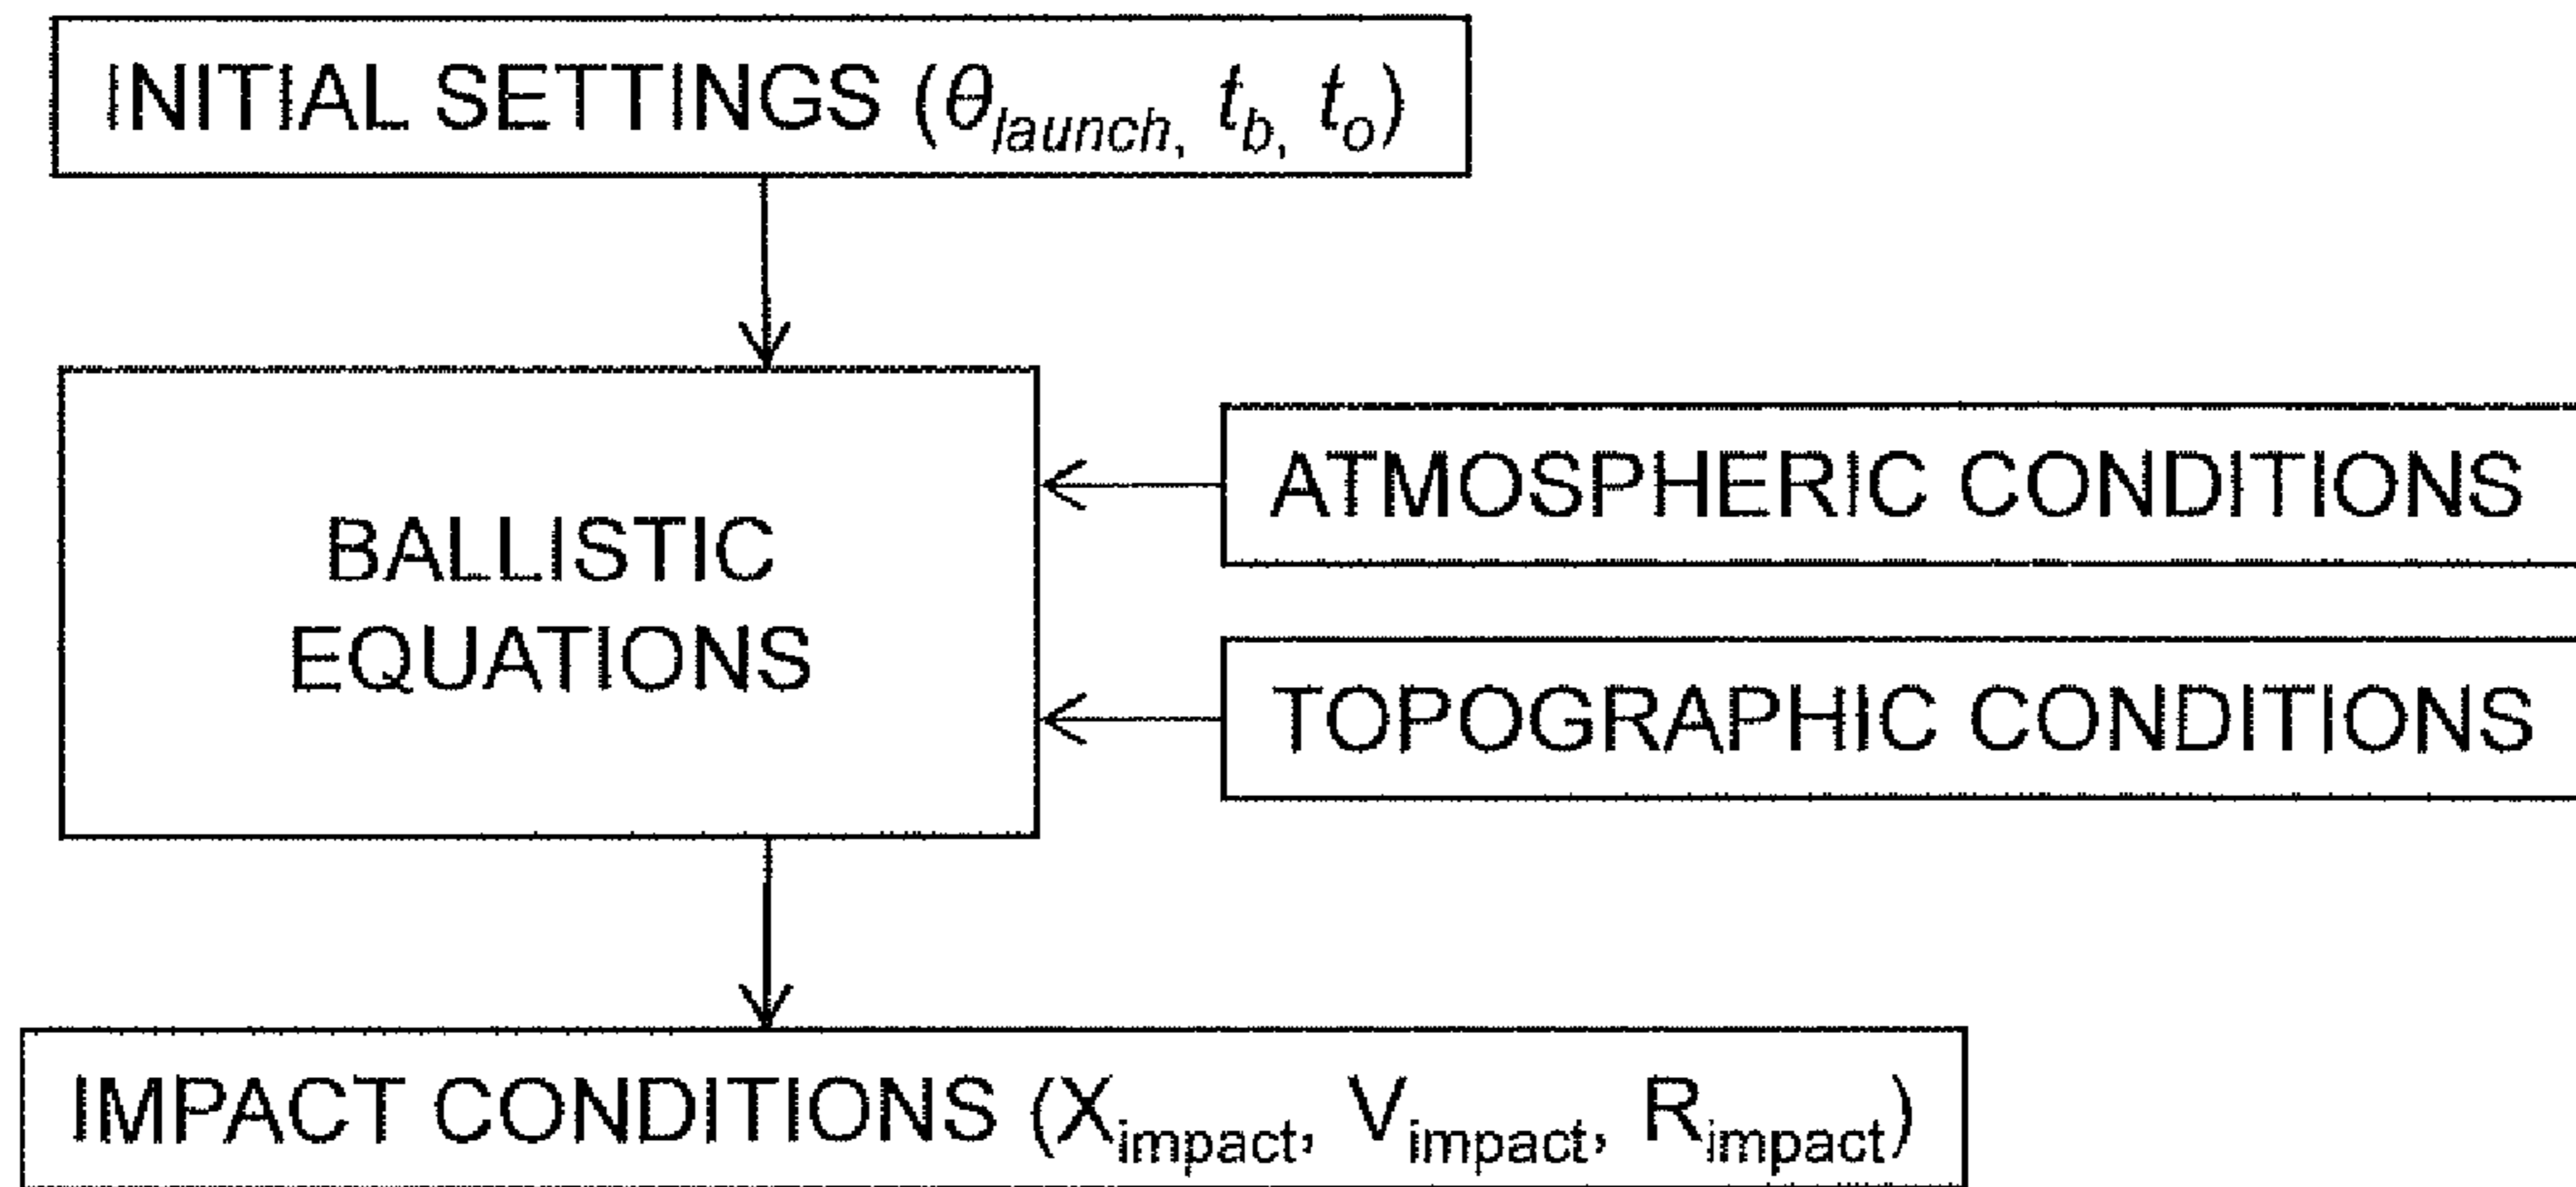 INITIAL SETTINGS (θlaunch, tb, to)
BALLISTIC
EQUATIONS
ATMOSPHERIC CONDITIONS
TOPOGRAPHIC CONDITIONS
IMPACT CONDITIONS (Ximpact, Vimpact, Rimpact)